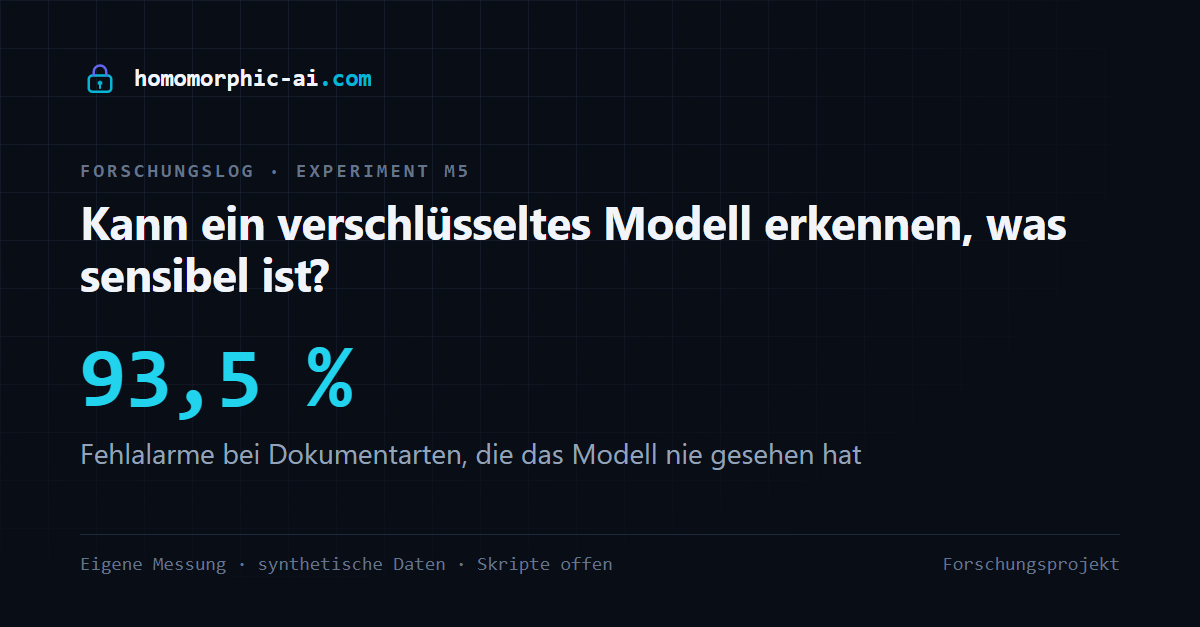 homomorphic-ai.com
FORSCHUNGSLOG · EXPERIMENT M5
Kann ein verschlüsseltes Modell erkennen, was
sensibel ist?
93,5 %
Fehlalarme bei Dokumentarten, die das Modell nie gesehen hat
Eigene Messung · synthetische Daten · Skripte offen
Forschungsprojekt